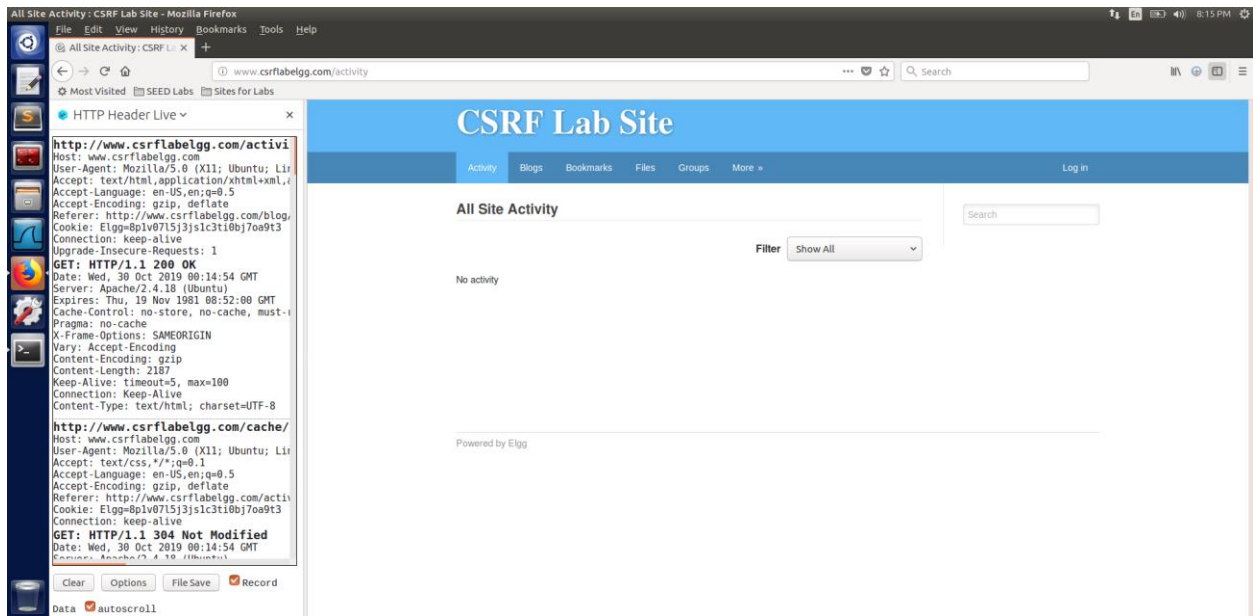 All Site Activity : CSRF Lab Site - Mozilla Firefox
En
8:15 PM
File Edit View History Bookmarks Tools Help
All Site Activity : CSRF La
www.csrflabelgg.com/activity
Search
Most Visited SEED Labs Sites for Labs
HTTP Header Live
http://www.csrflabelgg.com/activi
Host: www.csrflabelgg.com
User-Agent: Mozilla/5.0 (X11; Ubuntu; Lin
Accept: text/html,application/xhtml+xml,a
Accept-Language: en-US,en;q=0.5
Accept-Encoding: gzip, deflate
Referer: http://www.csrflabelgg.com/blog/
Cookie: Elgg=8p1v07l5j3js1c3ti0bj7oa9t3
Connection: keep-alive
Upgrade-Insecure-Requests: 1
GET: HTTP/1.1 200 OK
Date: Wed, 30 Oct 2019 00:14:54 GMT
Server: Apache/2.4.18 (Ubuntu)
Expires: Thu, 19 Nov 1981 08:52:00 GMT
Cache-Control: no-store, no-cache, must-r
Pragma: no-cache
X-Frame-Options: SAMEORIGIN
Vary: Accept-Encoding
Content-Encoding: gzip
Content-Length: 2187
Keep-Alive: timeout=5, max=100
Connection: Keep-Alive
Content-Type: text/html; charset=UTF-8
http://www.csrflabelgg.com/cache/
Host: www.csrflabelgg.com
User-Agent: Mozilla/5.0 (X11; Ubuntu; Lin
Accept: text/css,*/*;q=0.1
Accept-Language: en-US,en;q=0.5
Accept-Encoding: gzip, deflate
Referer: http://www.csrflabelgg.com/activ
Cookie: Elgg=8p1v07l5j3js1c3ti0bj7oa9t3
Connection: keep-alive
GET: HTTP/1.1 304 Not Modified
Date: Wed, 30 Oct 2019 00:14:54 GMT
Server: Apache/2.4.18 (Ubuntu)
Clear Options File Save Record
Data autoscroll
CSRF Lab Site
Activity Blogs Bookmarks Files Groups More » Log in
All Site Activity
Search
Filter Show All
No activity
Powered by Elgg